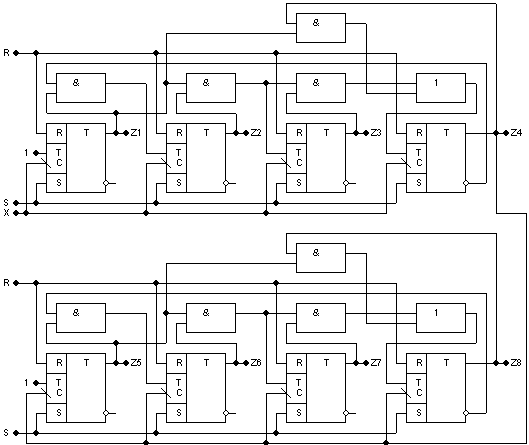 &
R
& & & 1
R T R T R T R T
Z1 Z2 Z3 Z4
1 T T T T
C C C C
S S S S
S
X
&
R
& & & 1
R T R T R T R T
Z5 Z6 Z7 Z8
1 T T T T
C C C C
S S S S
S